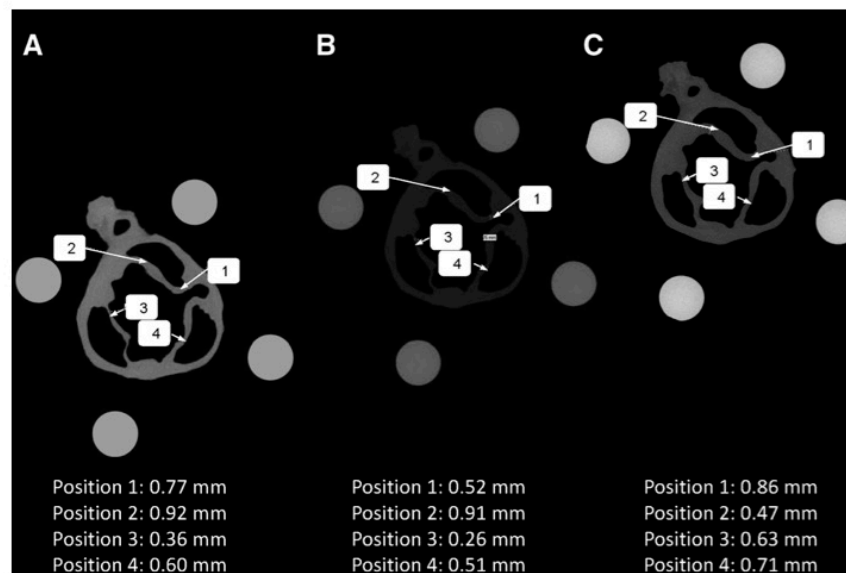 A
B
C
2
1
3
4
2
1
3
4
2
1
3
4
Position 1: 0.77 mm
Position 2: 0.92 mm
Position 3: 0.36 mm
Position 4: 0.60 mm
Position 1: 0.52 mm
Position 2: 0.91 mm
Position 3: 0.26 mm
Position 4: 0.51 mm
Position 1: 0.86 mm
Position 2: 0.47 mm
Position 3: 0.63 mm
Position 4: 0.71 mm